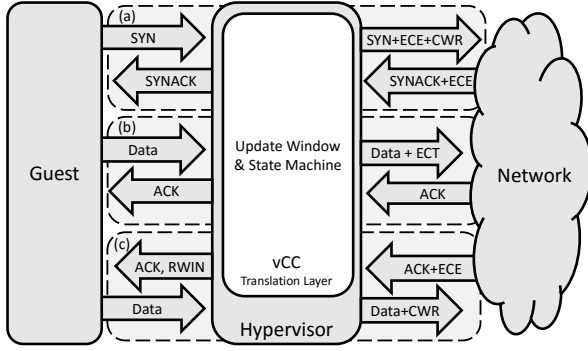 (a)
SYN
SYN+ECE+CWR
SYNACK
SYNACK+ECE
(b)
Data
Update Window
& State Machine
Data + ECT
Guest
Network
ACK
ACK
(c)
ACK, RWIN
vCC
Translation Layer
ACK+ECE
Data
Data+CWR
Hypervisor